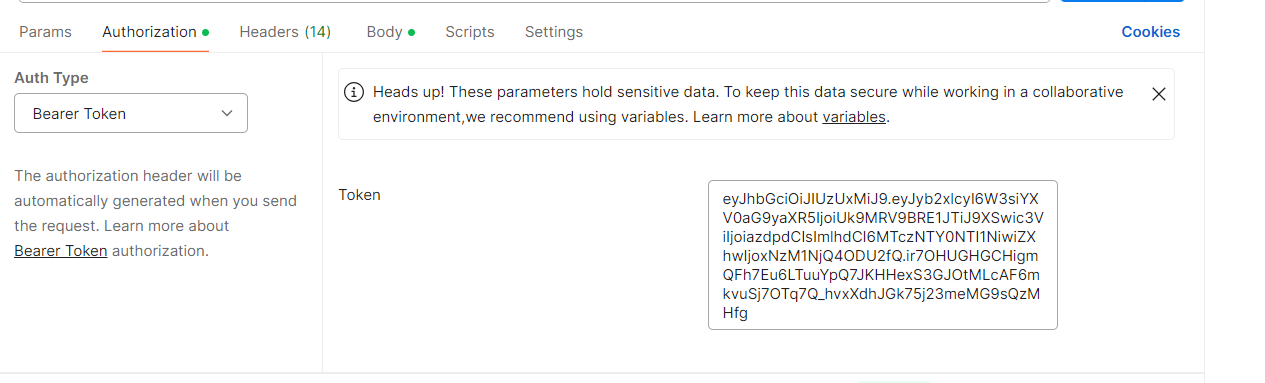 Params Authorization Headers (14) Body Scripts Settings Cookies
Auth Type
Bearer Token
The authorization header will be
automatically generated when you send
the request. Learn more about
Bearer Token authorization.
Heads up! These parameters hold sensitive data. To keep this data secure while working in a collaborative
environment,we recommend using variables. Learn more about variables.
Token
eyJhbGciOiJIUzUxMiJ9.eyJyb2xlcyI6W3siYX
V0aG9yaXR5IjoiUk9MRV9BRE1JTiJ9XSwic3V
iIjoiazdpdCIsImlhdCI6MTczNTY0NTI1NiwiZX
hwIjoxNzM1NjQ4ODU2fQ.ir7OHUGHGCHigm
QFh7Eu6LTuuYpQ7JKHHexS3GJOtMLcAF6m
kvuSj7OTq7Q_hvxXdhJGk75j23meMG9sQzM
Hfg